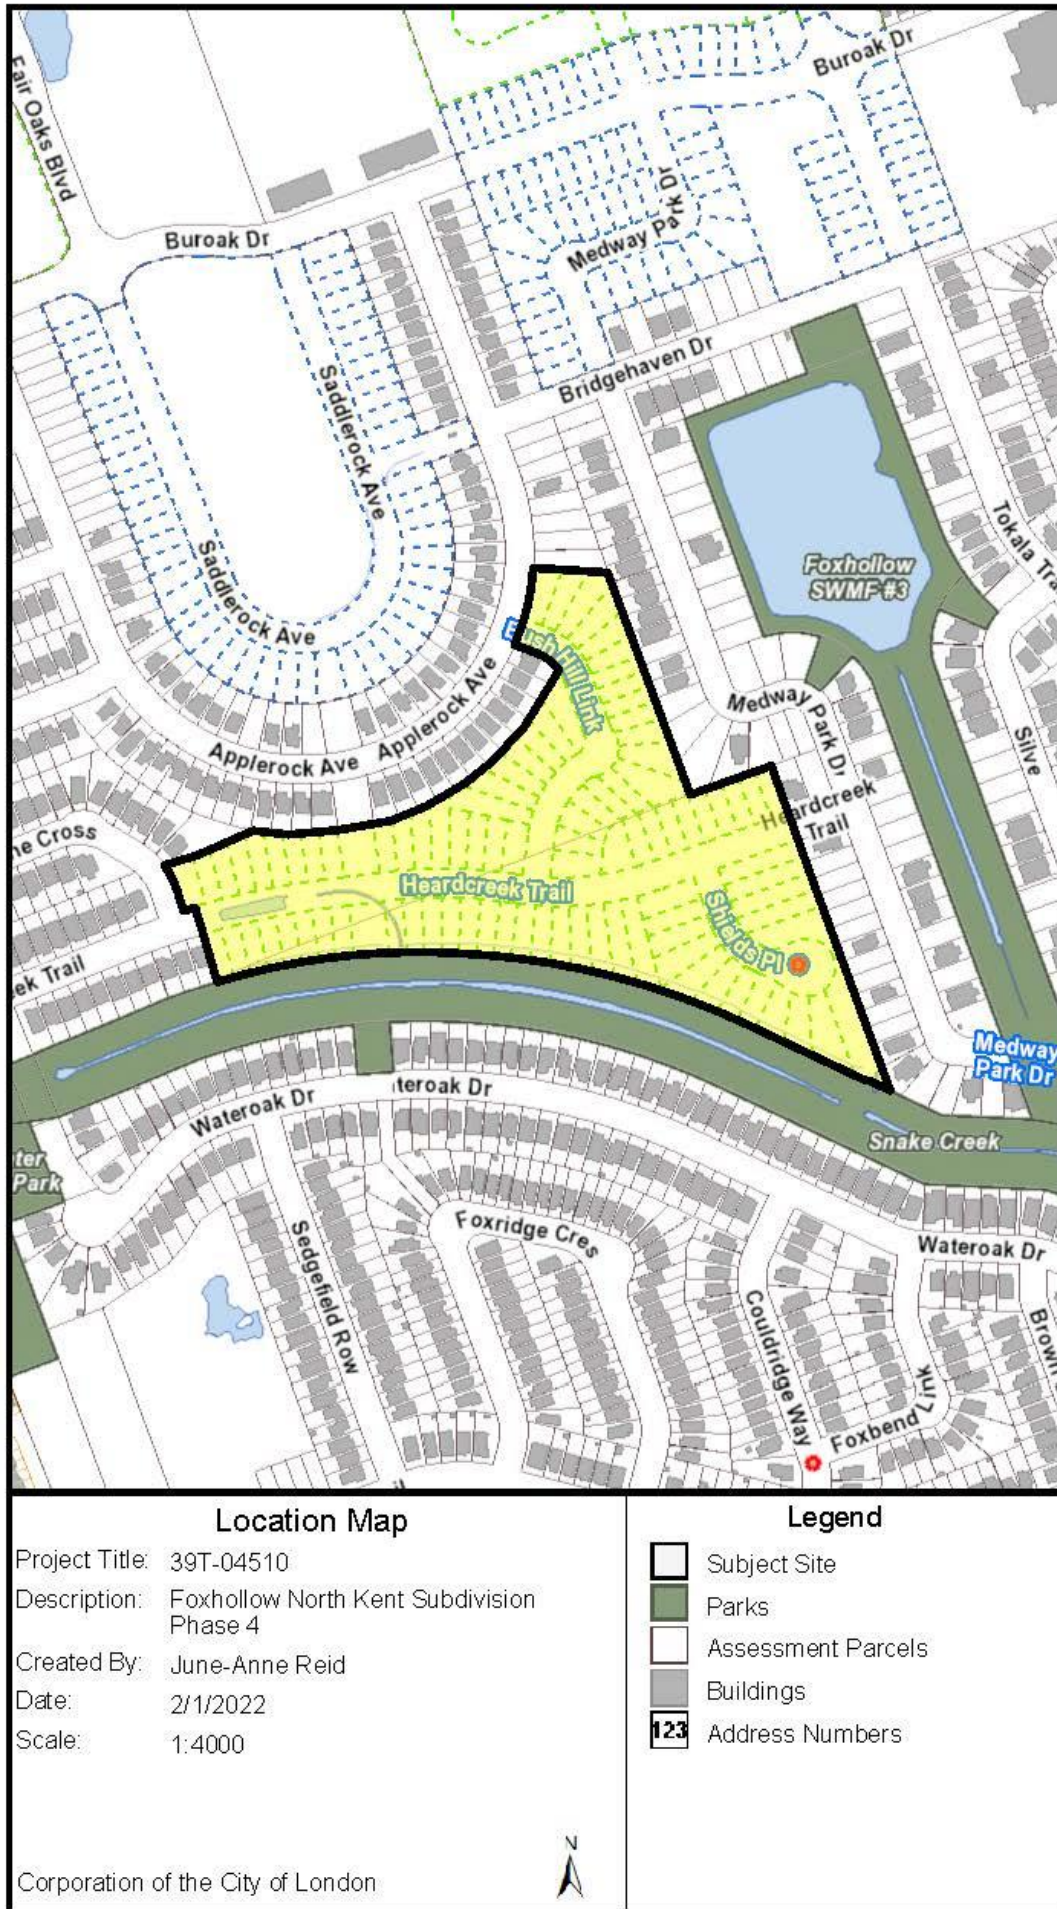 Buroak Dr
Fair Oaks Blvd
Medway Park Dr
Buroak Dr
Bridgehaven Dr
Saddlerock Ave
Tokala Tra
Foxhollow
SWMF #3
Saddlerock Ave
Hill Link
Medway Park Dr
Silve
Applerock Ave
Applerock Ave
Heardcreek
Trail
ne Cross
Heardcreek Trail
Shields Pl
ek Trail
Medway
Park Dr
Wateroak Dr
teroak Dr
Snake Creek
ter
Park
Foxridge Cres
Wateroak Dr
Sedgefield Row
Couldridge Way
Brown
Foxbend Link
Location Map
Project Title: 39T-04510
Description: Foxhollow North Kent Subdivision
Phase 4
Created By: June-Anne Reid
Date: 2/1/2022
Scale: 1:4000
N
Corporation of the City of London
Legend
Subject Site
Parks
Assessment Parcels
Buildings
123 Address Numbers